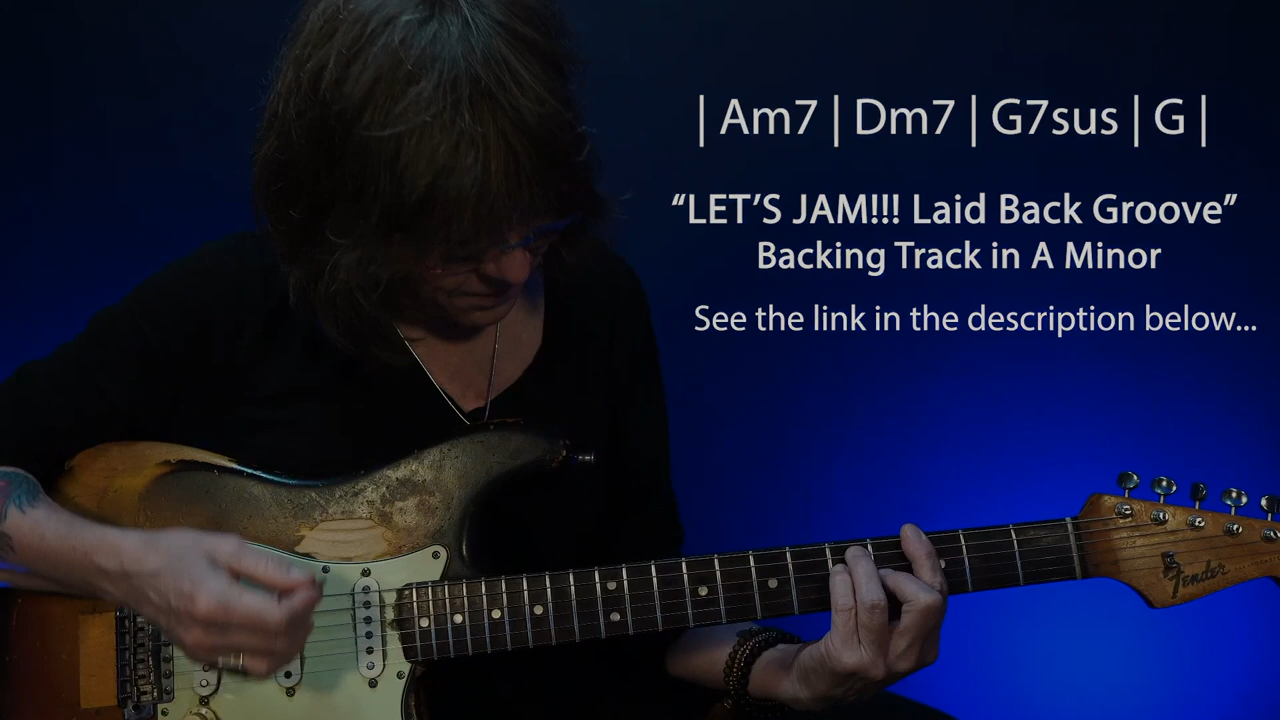 | Am7 | Dm7 | G7sus | G |
“LET’S JAM!!! Laid Back Groove”
Backing Track in A Minor
See the link in the description below...
Fender